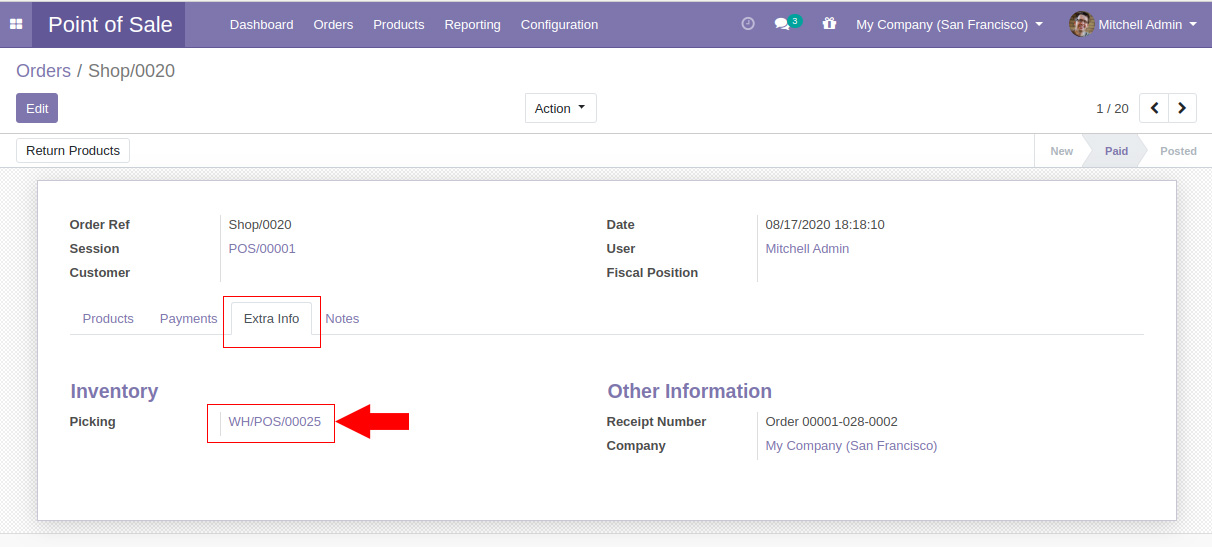 Point of Sale Dashboard Orders Products Reporting Configuration 3 My Company (San Francisco) Mitchell Admin
Orders / Shop/0020
Edit Action 1 / 20
Return Products New Paid Posted
Order Ref Shop/0020 Date 08/17/2020 18:18:10
Session POS/00001 User Mitchell Admin
Customer Fiscal Position
Products Payments Extra Info Notes
Inventory Other Information
Picking WH/POS/00025 Receipt Number Order 00001-028-0002
Company My Company (San Francisco)